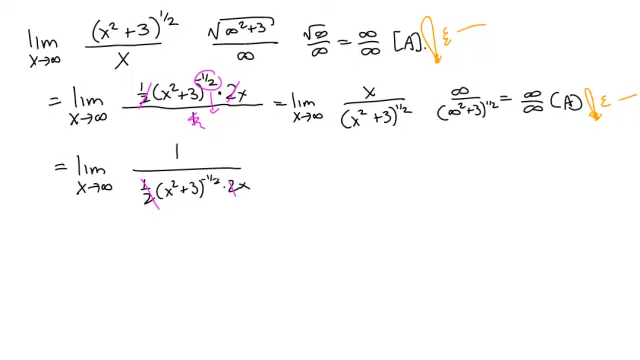 lim x→∞ (x²+3)^1/2 / x √(∞²+3) / ∞ √∞ / ∞ = ∞/∞ [A].
= lim x→∞ 1/2 (x²+3)^-1/2 · 2x / 1 = lim x→∞ x / (x²+3)^1/2 ∞ / (∞²+3)^1/2 = ∞/∞ (A)
= lim x→∞ 1 / 1/2 (x²+3)^-1/2 · 2x